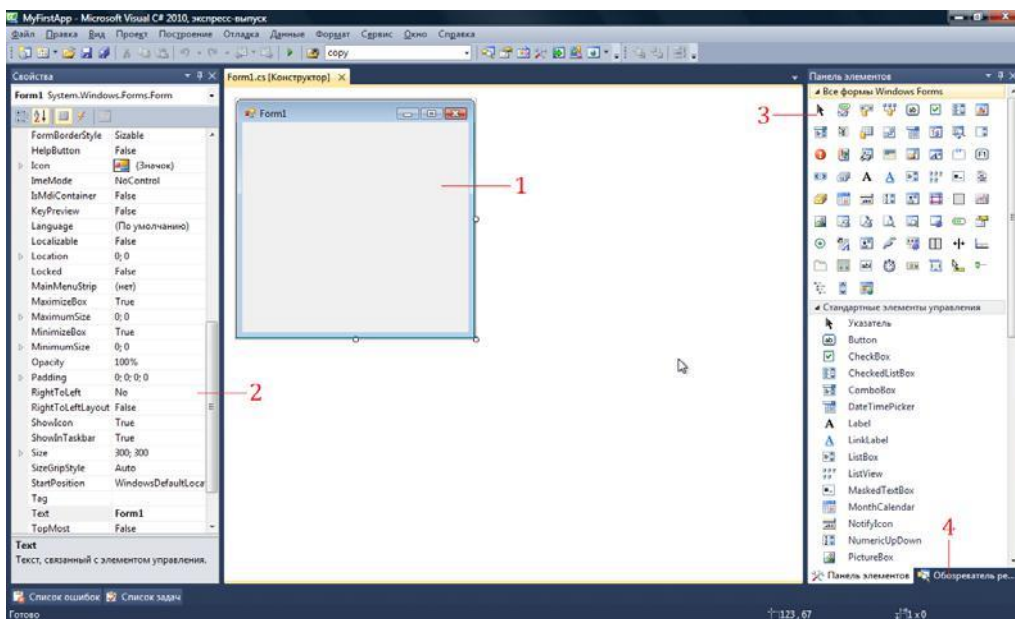 MyFirstApp - Microsoft Visual C# 2010, экспресс-выпуск
Файл Правка Вид Проект Построение Отладка Данные Формат Сервис Окно Справка
copy
Свойства
Form1 System.Windows.Forms.Form
FormBorderStyle Sizable
HelpButton False
Icon (Значок)
ImeMode NoControl
IsMdiContainer False
KeyPreview False
Language (По умолчанию)
Localizable False
Location 0; 0
Locked False
MainMenuStrip (нет)
MaximizeBox True
MaximumSize 0; 0
MinimizeBox True
MinimumSize 0; 0
Opacity 100%
Padding 0; 0; 0; 0
RightToLeft No
RightToLeftLayout False
ShowIcon True
ShowInTaskbar True
Size 300; 300
SizeGripStyle Auto
StartPosition WindowsDefaultLoca
Tag
Text Form1
TopMost False
Text
Текст, связанный с элементом управления.
2
Form1.cs [Конструктор]
Form1
1
Панель элементов
Все формы Windows Forms
3
Стандартные элементы управления
Указатель
Button
CheckBox
CheckedListBox
ComboBox
DateTimePicker
Label
LinkLabel
ListBox
ListView
MaskedTextBox
MonthCalendar
NotifyIcon
NumericUpDown
PictureBox
4
Панель элементов Обозреватель ре...
Список ошибок Список задач
Готово 123, 67 1 x 0